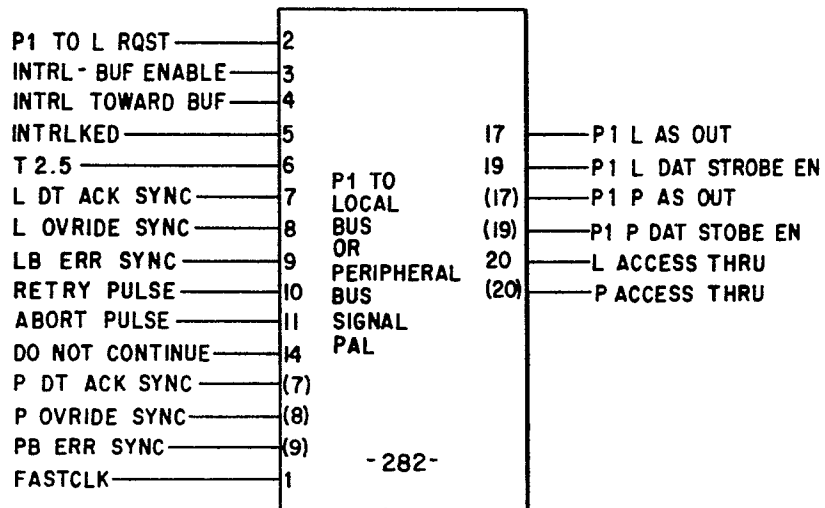 P1 TO L RQST 2
INTRL-BUF ENABLE 3
INTRL TOWARD BUF 4
INTRLKED 5
T 2.5 6
L DT ACK SYNC 7
L OVRIDE SYNC 8
LB ERR SYNC 9
RETRY PULSE 10
ABORT PULSE 11
DO NOT CONTINUE 14
P DT ACK SYNC (7)
P OVRIDE SYNC (8)
PB ERR SYNC (9)
FASTCLK 1
P1 TO
LOCAL
BUS
OR
PERIPHERAL
BUS
SIGNAL
PAL
-282-
17 P1 L AS OUT
19 P1 L DAT STROBE EN
(17) P1 P AS OUT
(19) P1 P DAT STOBE EN
20 L ACCESS THRU
(20) P ACCESS THRU